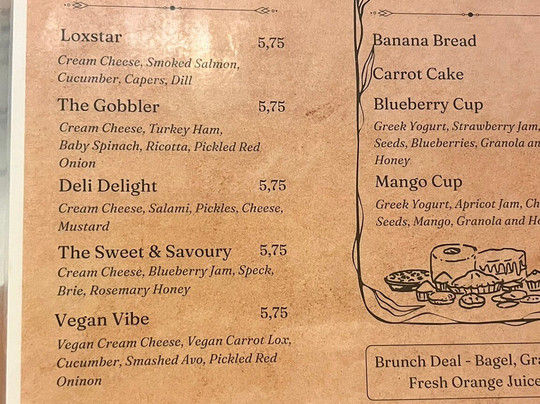 Loxstar 5,75
Cream Cheese, Smoked Salmon,
Cucumber, Capers, Dill
The Gobbler 5,75
Cream Cheese, Turkey Ham,
Baby Spinach, Ricotta, Pickled Red
Onion
Deli Delight 5,75
Cream Cheese, Salami, Pickles, Cheese,
Mustard
The Sweet & Savoury 5,75
Cream Cheese, Blueberry Jam, Speck,
Brie, Rosemary Honey
Vegan Vibe 5,75
Vegan Cream Cheese, Vegan Carrot Lox,
Cucumber, Smashed Avo, Pickled Red
Oninon
Banana Bread
Carrot Cake
Blueberry Cup
Greek Yogurt, Strawberry Jam,
Seeds, Blueberries, Granola an
Honey
Mango Cup
Greek Yogurt, Apricot Jam, Ch
Seeds, Mango, Granola and Ho
Brunch Deal - Bagel, Gra
Fresh Orange Juice